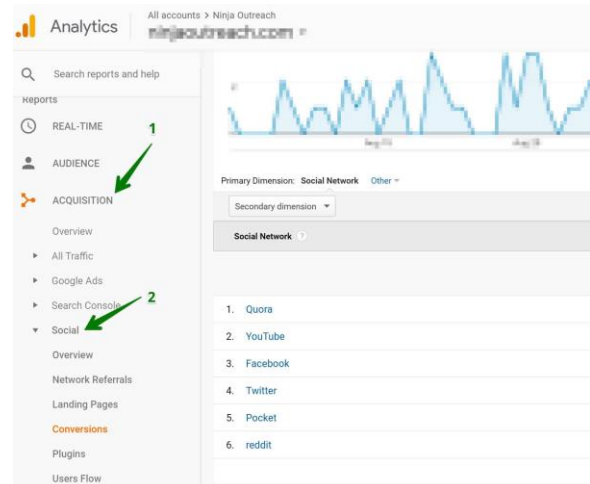 Analytics
All accounts > Ninja Outreach
Search reports and help
Reports
REAL-TIME
1
AUDIENCE
ACQUISITION
Overview
All Traffic
Google Ads
Search Console
2
Social
Overview
Network Referrals
Landing Pages
Conversions
Plugins
Users Flow
Primary Dimension: Social Network Other
Secondary dimension
Social Network ?
1. Quora
2. YouTube
3. Facebook
4. Twitter
5. Pocket
6. reddit